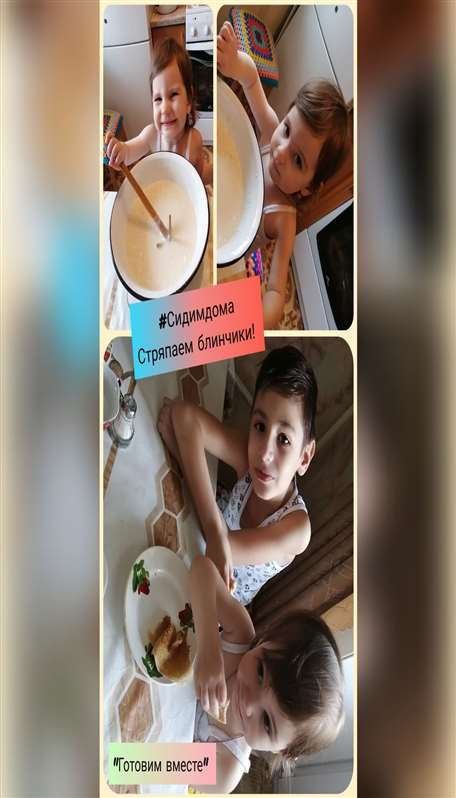 #Сидимдома
Стряпаем блинчики!
"Готовим вместе"